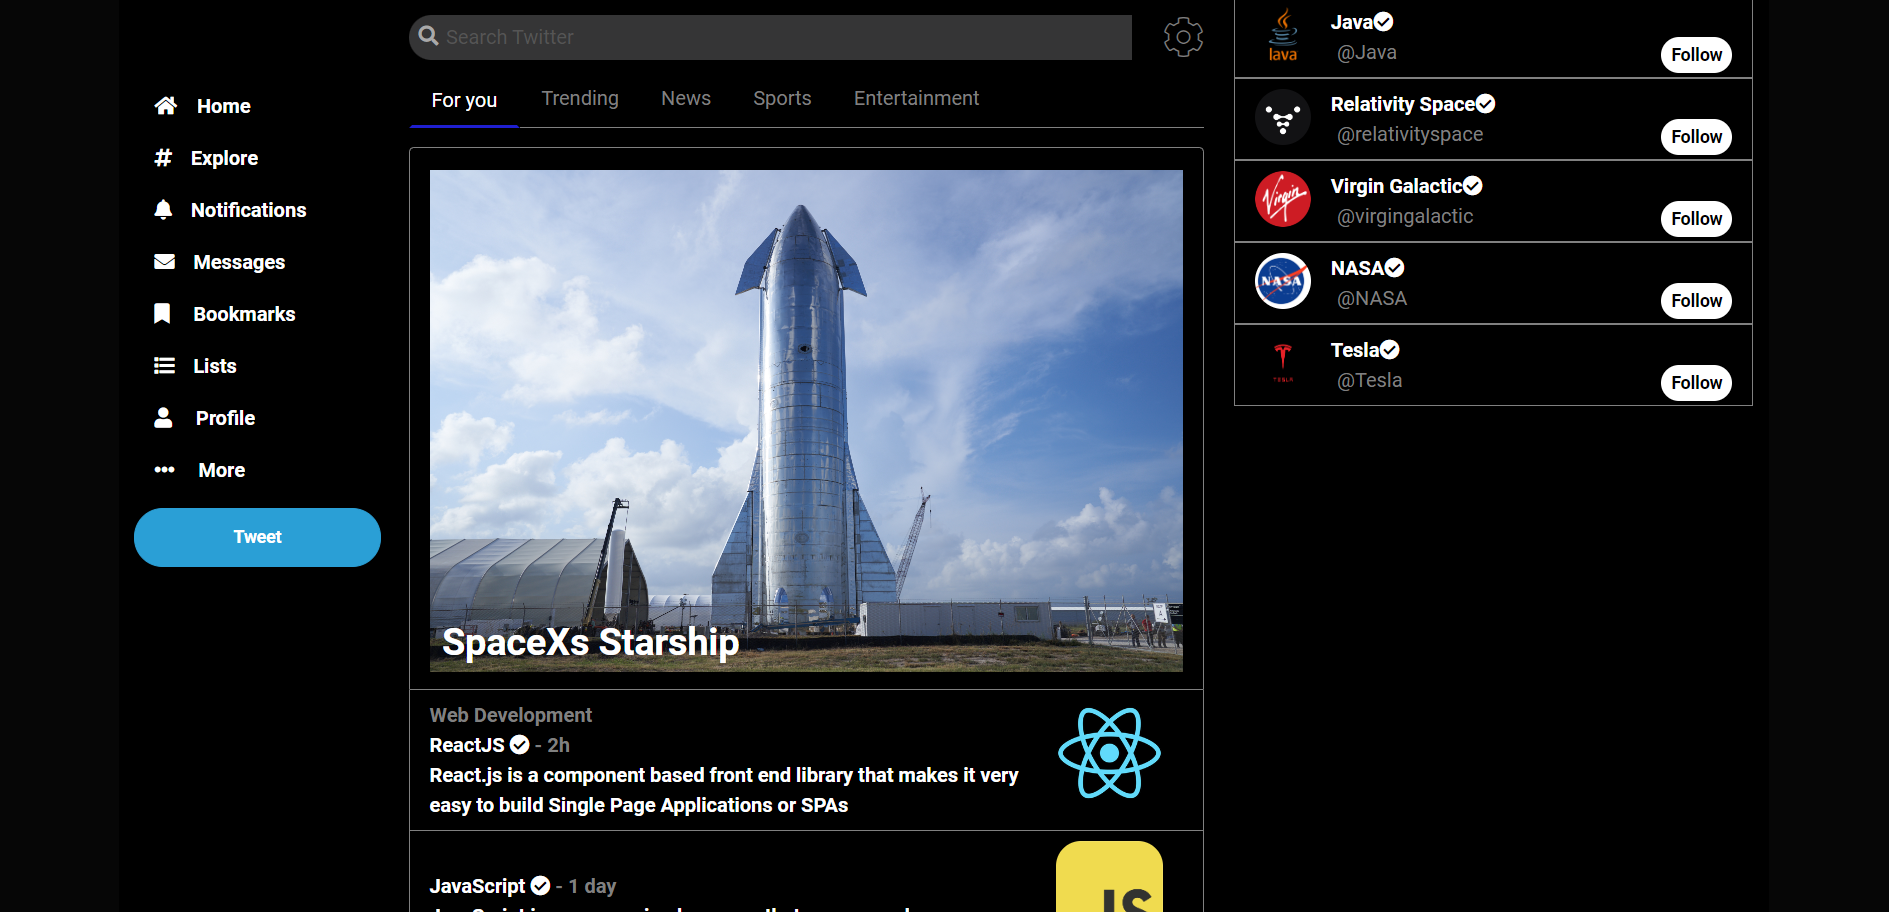 Home
Explore
Notifications
Messages
Bookmarks
Lists
Profile
More
Tweet
Search Twitter
For you
Trending
News
Sports
Entertainment
SpaceXs Starship
Web Development
ReactJS - 2h
React.js is a component based front end library that makes it very
easy to build Single Page Applications or SPAs
JavaScript - 1 day
JS
Java
Java
@Java
Follow
Relativity Space
@relativityspace
Follow
Virgin
Virgin Galactic
@virgingalactic
Follow
NASA
NASA
@NASA
Follow
TESLA
Tesla
@Tesla
Follow